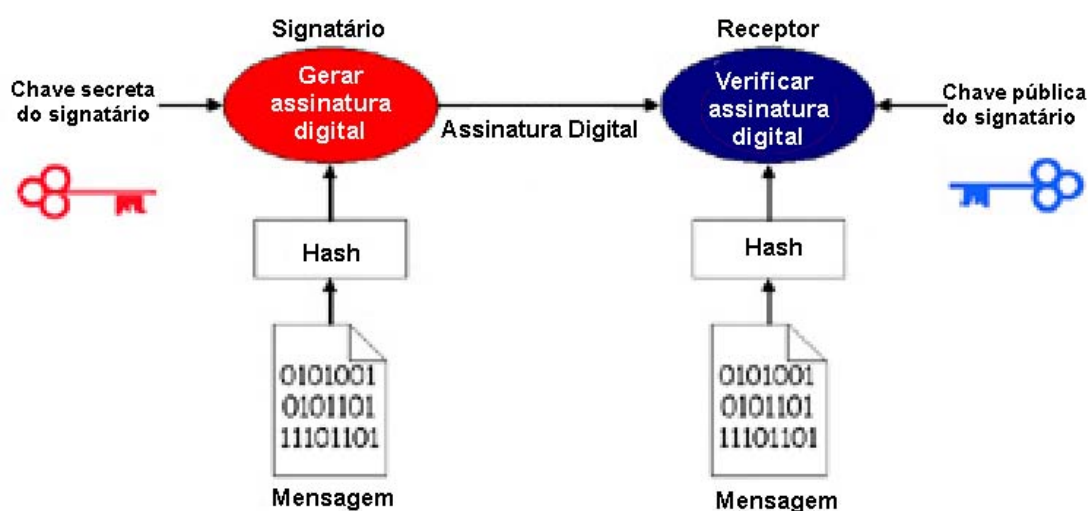 Signatário
Receptor
Chave secreta
do signatário
Gerar
assinatura
digital
Assinatura Digital
Verificar
assinatura
digital
Chave pública
do signatário
Hash
Hash
0101001
0101101
11101101
Mensagem
0101001
0101101
11101101
Mensagem